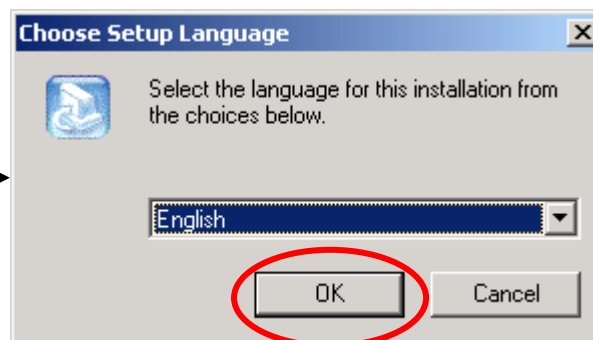 Choose Setup Language
Select the language for this installation from
the choices below.
English
OK
Cancel